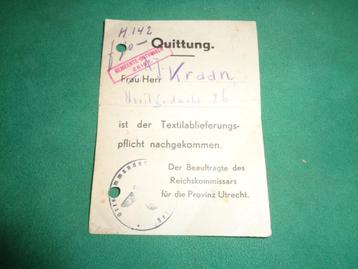 H 142
Quittung.
Frau/Herr J. Kraan
26
ist der Textilablieferungs-
pflicht nachgekommen.
Der Beauftragte des
Reichskommissars
für die Provinz Utrecht.